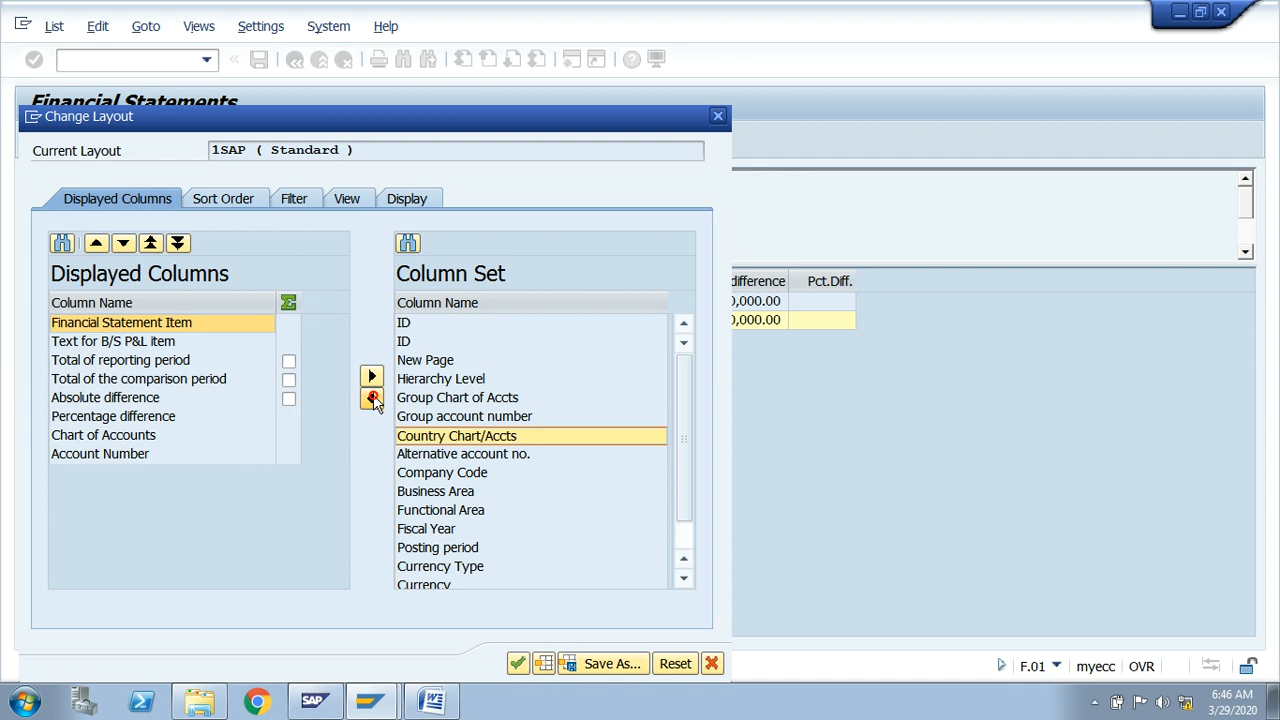 List Edit Goto Views Settings System Help
Financial Statements
Change Layout
Current Layout 1SAP ( Standard )
Displayed Columns Sort Order Filter View Display
Displayed Columns
Column Name
Financial Statement Item
Text for B/S P&L item
Total of reporting period
Total of the comparison period
Absolute difference
Percentage difference
Chart of Accounts
Account Number
Column Set
Column Name
ID
ID
New Page
Hierarchy Level
Group Chart of Accts
Group account number
Country Chart/Accts
Alternative account no.
Company Code
Business Area
Functional Area
Fiscal Year
Posting period
Currency Type
Currency
difference Pct.Diff.
0,000.00
0,000.00
Save As... Reset
F.01 myecc OVR
SAP
6:46 AM
3/29/2020